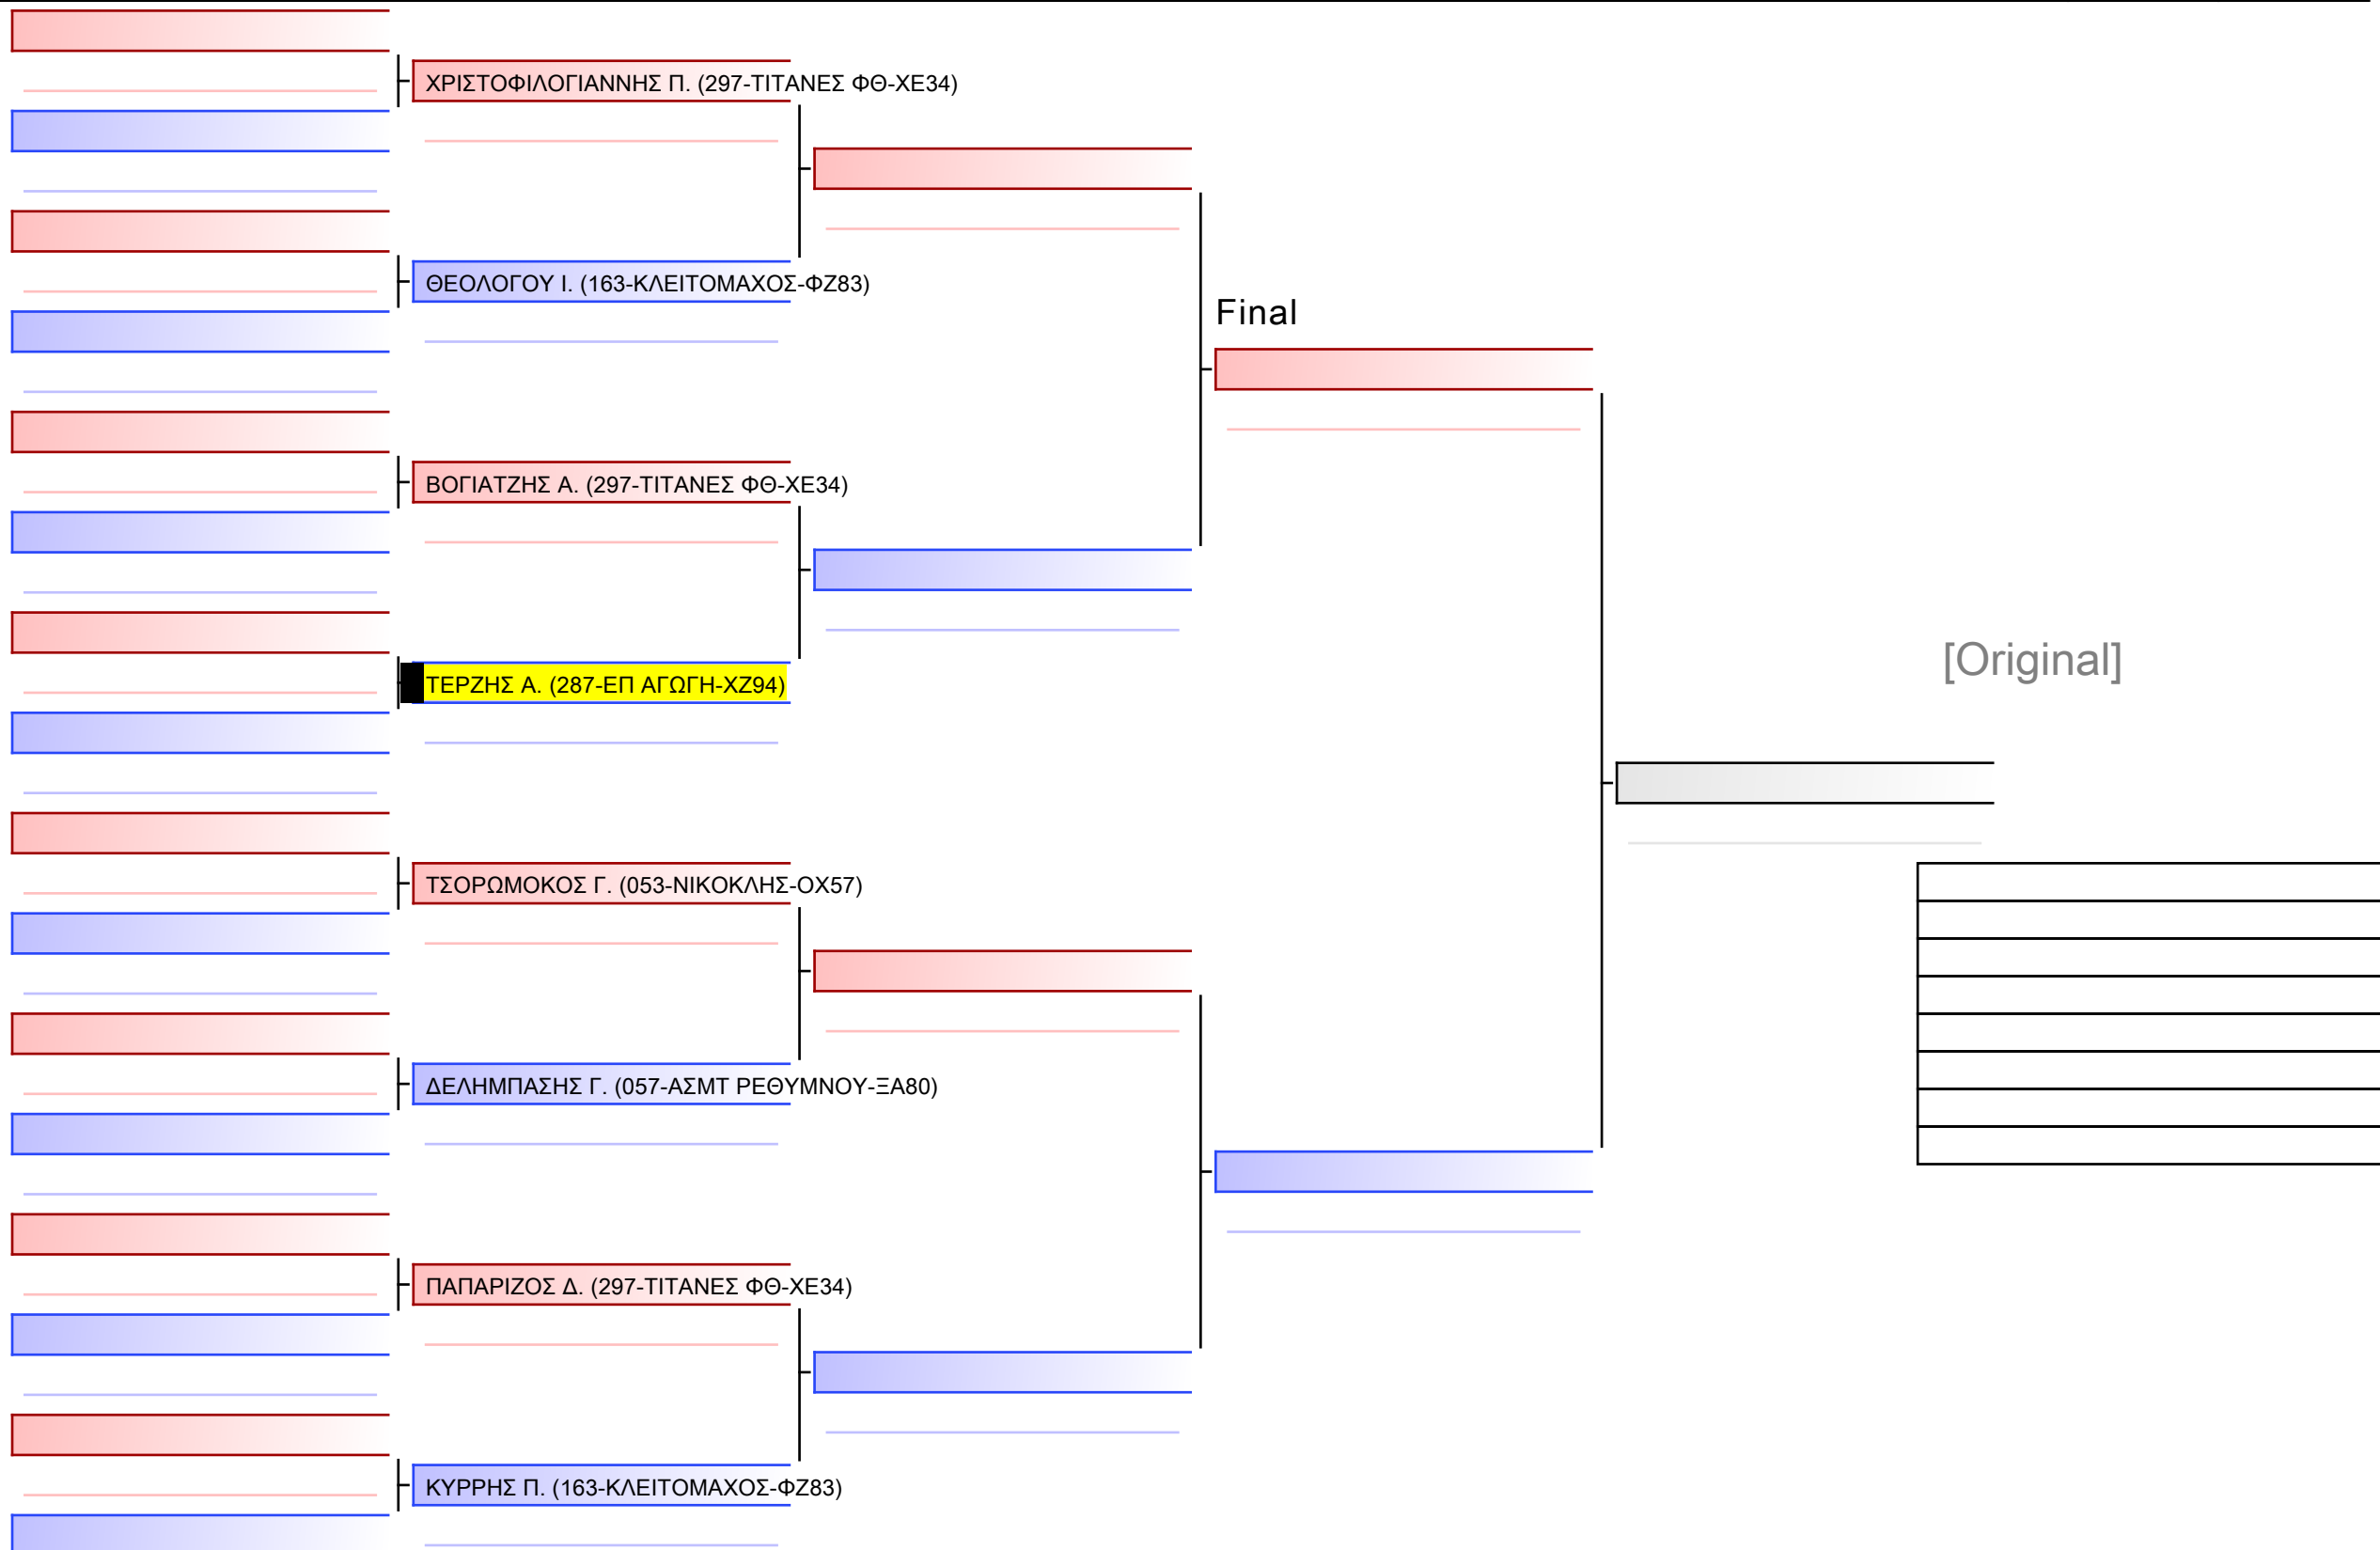 ΧΡΙΣΤΟΦΙΛΟΓΙΑΝΝΗΣ Π. (297-ΤΙΤΑΝΕΣ ΦΘ-ΧΕ34)
ΘΕΟΛΟΓΟΥ Ι. (163-ΚΛΕΙΤΟΜΑΧΟΣ-ΦΖ83)
Final
ΒΟΓΙΑΤΖΗΣ Α. (297-ΤΙΤΑΝΕΣ ΦΘ-ΧΕ34)
[Original]
ΤΕΡΖΗΣ Α. (287-ΕΠ ΑΓΩΓΗ-ΧΖ94)
ΤΣΟΡΩΜΟΚΟΣ Γ. (053-ΝΙΚΟΚΛΗΣ-ΟΧ57)
ΔΕΛΗΜΠΑΣΗΣ Γ. (057-ΑΣΜΤ ΡΕΘΥΜΝΟΥ-ΞΑ80)
ΠΑΠΑΡΙΖΟΣ Δ. (297-ΤΙΤΑΝΕΣ ΦΘ-ΧΕ34)
ΚΥΡΡΗΣ Π. (163-ΚΛΕΙΤΟΜΑΧΟΣ-ΦΖ83)